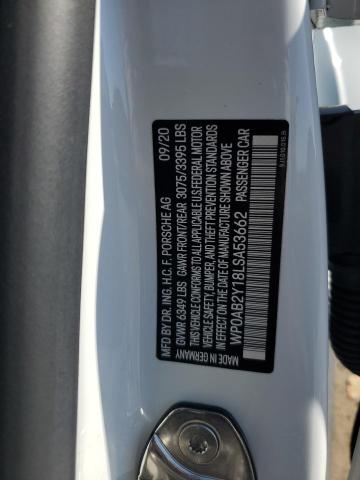 MFD BY DR. ING. H.C. F. PORSCHE AG 09/20
MADE IN GERMANY
GVWR 6349 LBS GAWR FRONT/REAR 3075/3395 LBS
THIS VEHICLE CONFORMS TO ALL APPLICABLE U.S. FEDERAL MOTOR
VEHICLE SAFETY, BUMPER, AND THEFT PREVENTION STANDARDS
IN EFFECT ON THE DATE OF MANUFACTURE SHOWN ABOVE
WP0AB2Y18LSA53662 PASSENGER CAR